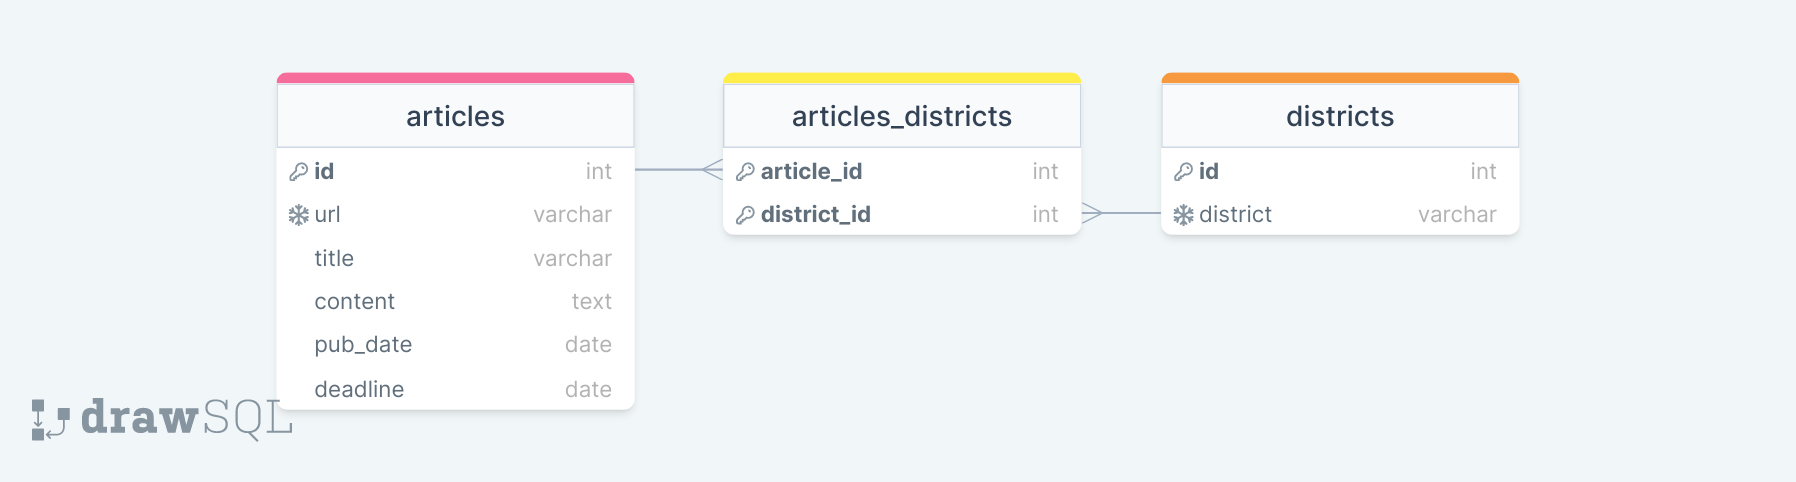 articles
id int
url varchar
title varchar
content text
pub_date date
deadline date
articles_districts
article_id int
district_id int
districts
id int
district varchar
drawSQL